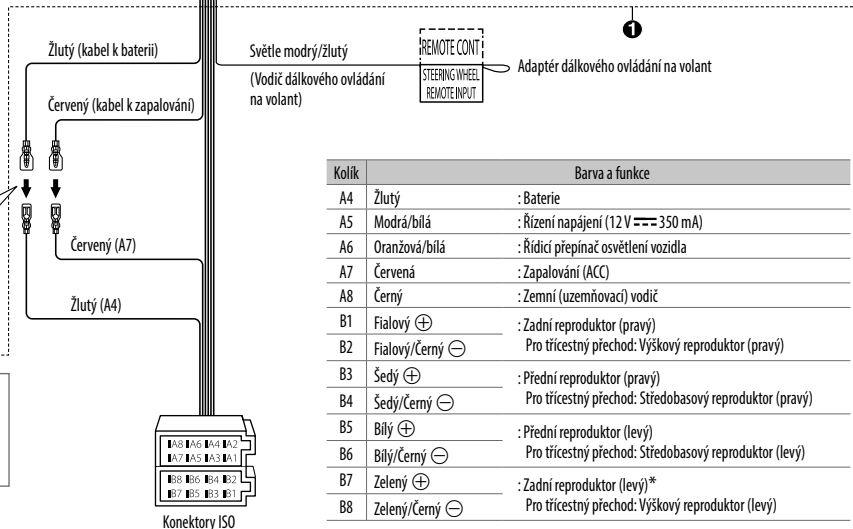 ❶
Žlutý (kabel k baterii)
Světle modrý/žlutý
(Vodič dálkového ovládání
na volant)
REMOTE CONT
STEERING WHEEL
REMOTE INPUT
Adaptér dálkového ovládání na volant
Červený (kabel k zapalování)
Červený (A7)
Žlutý (A4)
A8 A6 A4 A2
A7 A5 A3 A1
B8 B6 B4 B2
B7 B5 B3 B1
Konektory ISO
Kolík Barva a funkce
A4 Žlutý : Baterie
A5 Modrá/bílá : Řízení napájení (12 V ⎓ 350 mA)
A6 Oranžová/bílá : Řídicí přepínač osvětlení vozidla
A7 Červená : Zapalování (ACC)
A8 Černý : Zemní (uzemňovací) vodič
B1 Fialový ⊕ : Zadní reproduktor (pravý)
B2 Fialový/Černý ⊖ Pro třícestný přechod: Výškový reproduktor (pravý)
B3 Šedý ⊕ : Přední reproduktor (pravý)
B4 Šedý/Černý ⊖ Pro třícestný přechod: Středobasový reproduktor (pravý)
B5 Bílý ⊕ : Přední reproduktor (levý)
B6 Bílý/Černý ⊖ Pro třícestný přechod: Středobasový reproduktor (levý)
B7 Zelený ⊕ : Zadní reproduktor (levý)*
B8 Zelený/Černý ⊖ Pro třícestný přechod: Výškový reproduktor (levý)